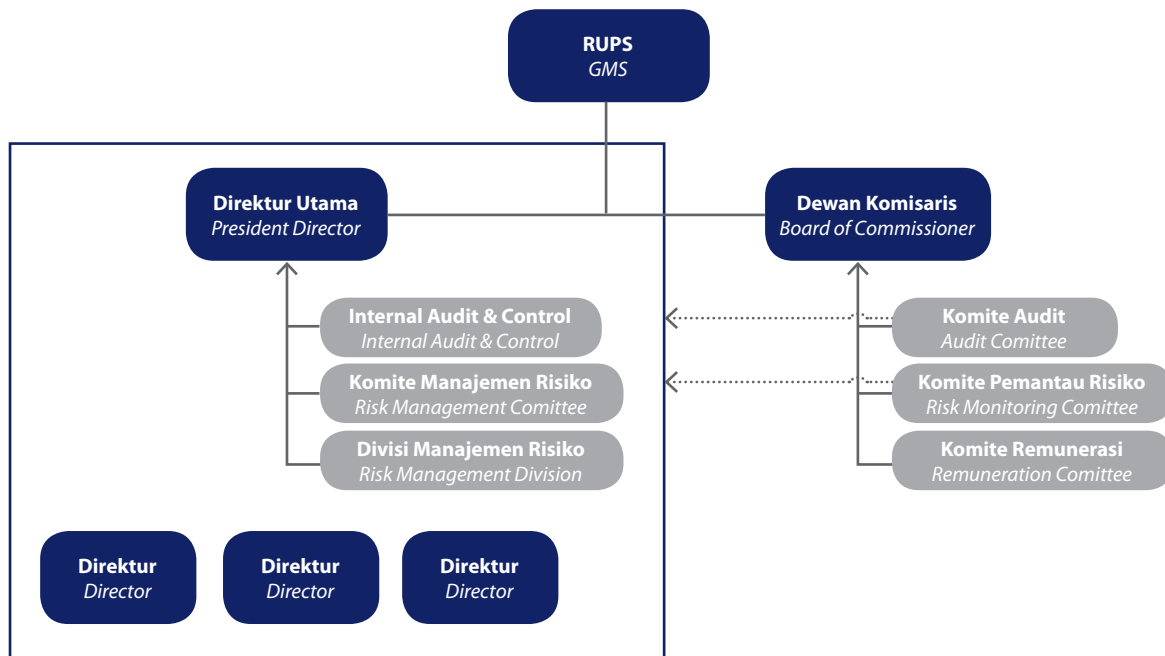 RUPS
GMS
Direktur Utama
President Director
Dewan Komisaris
Board of Commissioner
Internal Audit & Control
Internal Audit & Control
Komite Manajemen Risiko
Risk Management Comittee
Divisi Manajemen Risiko
Risk Management Division
Komite Audit
Audit Comittee
Komite Pemantau Risiko
Risk Monitoring Comittee
Komite Remunerasi
Remuneration Comittee
Direktur
Director
Direktur
Director
Direktur
Director